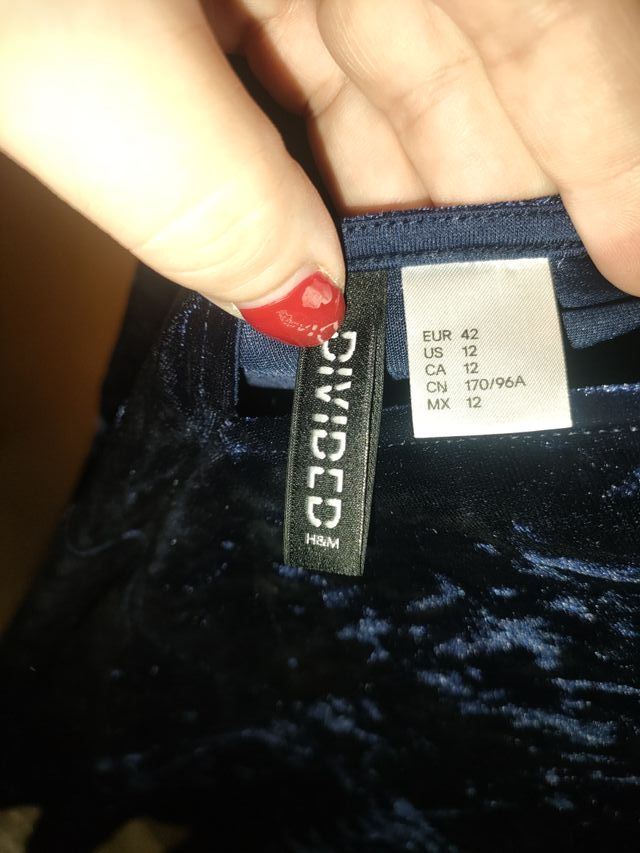 DIVIDED
H&M
EUR 42
US 12
CA 12
CN 170/96A
MX 12